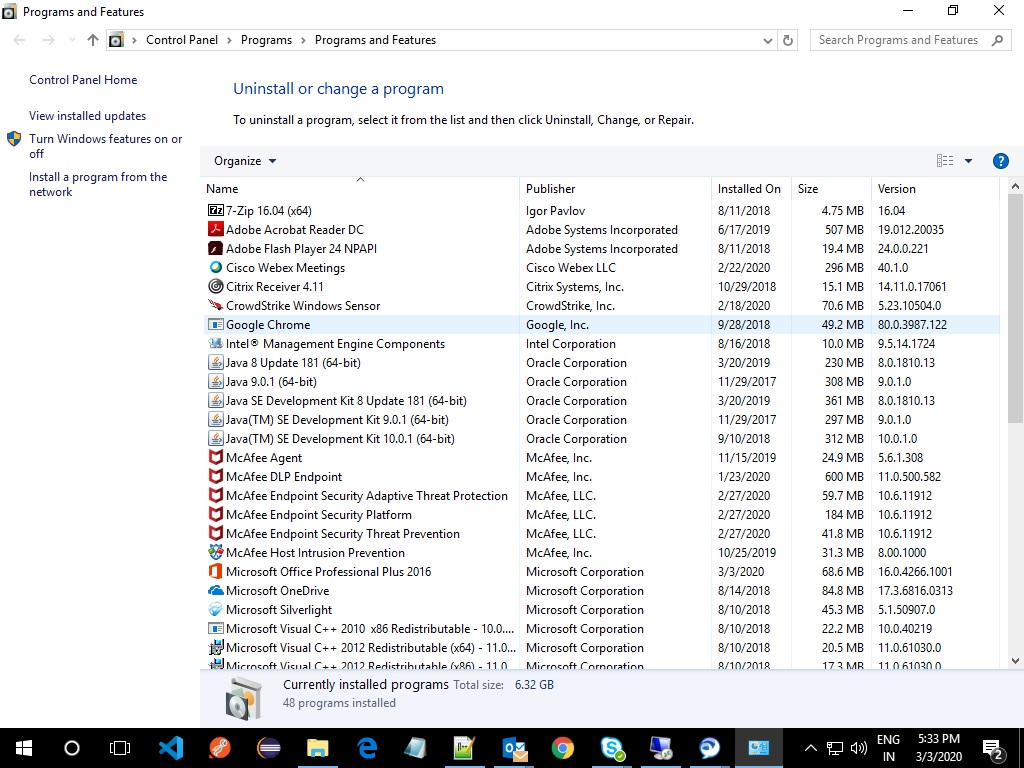 Programs and Features
Control Panel > Programs > Programs and Features
Search Programs and Features
Control Panel Home
View installed updates
Turn Windows features on or
off
Install a program from the
network
Uninstall or change a program
To uninstall a program, select it from the list and then click Uninstall, Change, or Repair.
Organize
Name Publisher Installed On Size Version
7-Zip 16.04 (x64) Igor Pavlov 8/11/2018 4.75 MB 16.04
Adobe Acrobat Reader DC Adobe Systems Incorporated 6/17/2019 507 MB 19.012.20035
Adobe Flash Player 24 NPAPI Adobe Systems Incorporated 8/11/2018 19.4 MB 24.0.0.221
Cisco Webex Meetings Cisco Webex LLC 2/22/2020 296 MB 40.1.0
Citrix Receiver 4.11 Citrix Systems, Inc. 10/29/2018 15.1 MB 14.11.0.17061
CrowdStrike Windows Sensor CrowdStrike, Inc. 2/18/2020 70.6 MB 5.23.10504.0
Google Chrome Google, Inc. 9/28/2018 49.2 MB 80.0.3987.122
Intel® Management Engine Components Intel Corporation 8/16/2018 10.0 MB 9.5.14.1724
Java 8 Update 181 (64-bit) Oracle Corporation 3/20/2019 230 MB 8.0.1810.13
Java 9.0.1 (64-bit) Oracle Corporation 11/29/2017 308 MB 9.0.1.0
Java SE Development Kit 8 Update 181 (64-bit) Oracle Corporation 3/20/2019 361 MB 8.0.1810.13
Java(TM) SE Development Kit 9.0.1 (64-bit) Oracle Corporation 11/29/2017 297 MB 9.0.1.0
Java(TM) SE Development Kit 10.0.1 (64-bit) Oracle Corporation 9/10/2018 312 MB 10.0.1.0
McAfee Agent McAfee, Inc. 11/15/2019 24.9 MB 5.6.1.308
McAfee DLP Endpoint McAfee, Inc. 1/23/2020 600 MB 11.0.500.582
McAfee Endpoint Security Adaptive Threat Protection McAfee, LLC. 2/27/2020 59.7 MB 10.6.11912
McAfee Endpoint Security Platform McAfee, LLC. 2/27/2020 184 MB 10.6.11912
McAfee Endpoint Security Threat Prevention McAfee, LLC. 2/27/2020 41.8 MB 10.6.11912
McAfee Host Intrusion Prevention McAfee, Inc. 10/25/2019 31.3 MB 8.00.1000
Microsoft Office Professional Plus 2016 Microsoft Corporation 3/3/2020 68.6 MB 16.0.4266.1001
Microsoft OneDrive Microsoft Corporation 8/14/2018 84.8 MB 17.3.6816.0313
Microsoft Silverlight Microsoft Corporation 8/10/2018 45.3 MB 5.1.50907.0
Microsoft Visual C++ 2010 x86 Redistributable - 10.0.... Microsoft Corporation 8/10/2018 22.2 MB 10.0.40219
Microsoft Visual C++ 2012 Redistributable (x64) - 11.0... Microsoft Corporation 8/10/2018 20.5 MB 11.0.61030.0
Microsoft Visual C++ 2012 Redistributable (x86) - 11.0... Microsoft Corporation 8/10/2018 17.3 MB 11.0.61030.0
Currently installed programs Total size: 6.32 GB
48 programs installed
ENG
IN
5:33 PM
3/3/2020
2